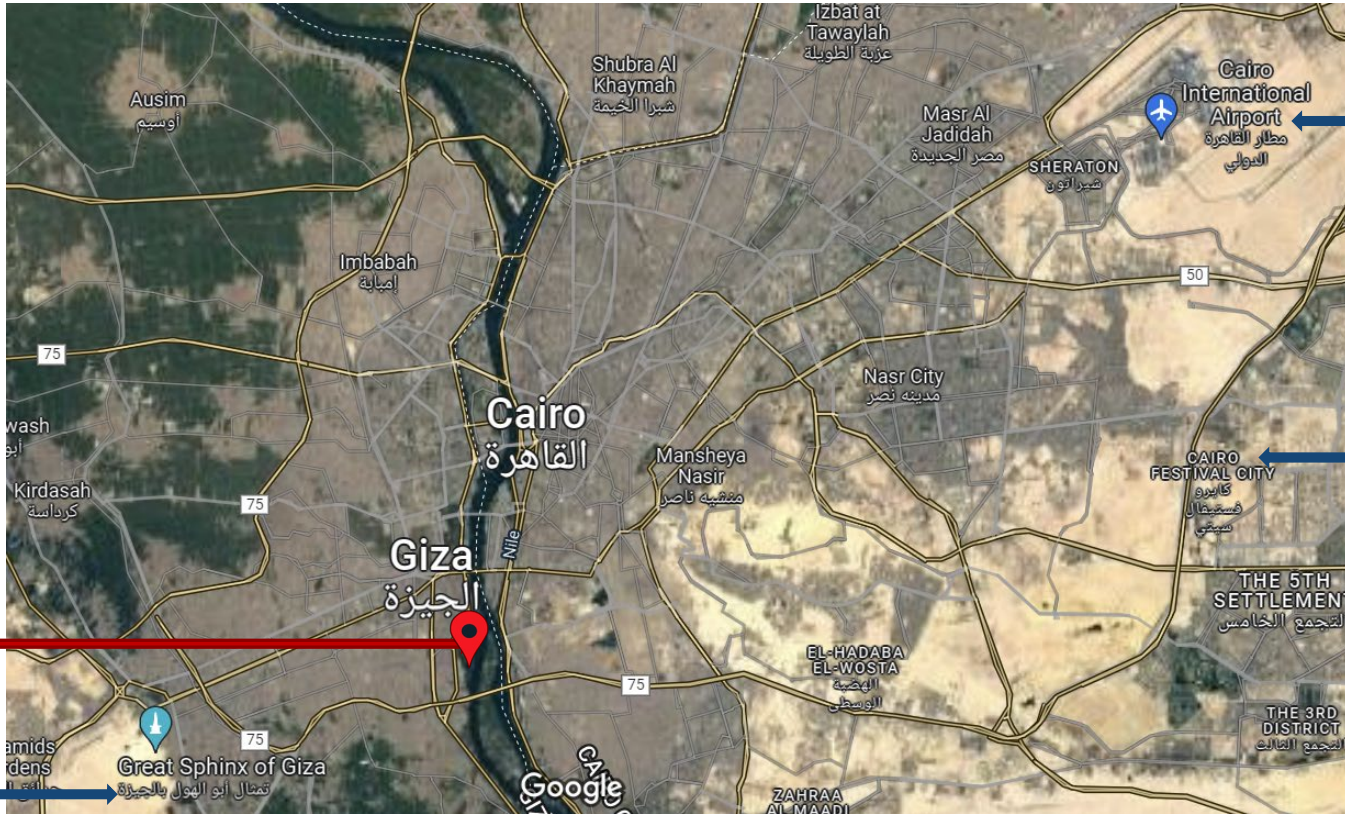 Izbat at
Tawaylah
عزبة الطويلة
Shubra Al
Khaymah
شبرا الخيمة
Ausim
أوسيم
Cairo
International
Airport
مطار القاهرة
الدولي
Masr Al
Jadidah
مصر الجديدة
SHERATON
شيراتون
Imbabah
إمبابة
50
75
Nasr City
مدينه نصر
Cairo
القاهرة
wash
أبو
Mansheya
Nasir
منشيه ناصر
CAIRO
FESTIVAL CITY
كايرو
فستيفال
سيتي
Kirdasah
كرداسة
75
Nile
Giza
الجيزة
THE 5TH
SETTLEMENT
التجمع الخامس
EL-HADABA
EL-WOSTA
الهضبة
الوسطى
75
THE 3RD
DISTRICT
التجمع الثالث
75
amids
rdens
Great Sphinx of Giza
تمثال أبو الهول بالجيزة
Google
ZAHRAA
AL MAADI